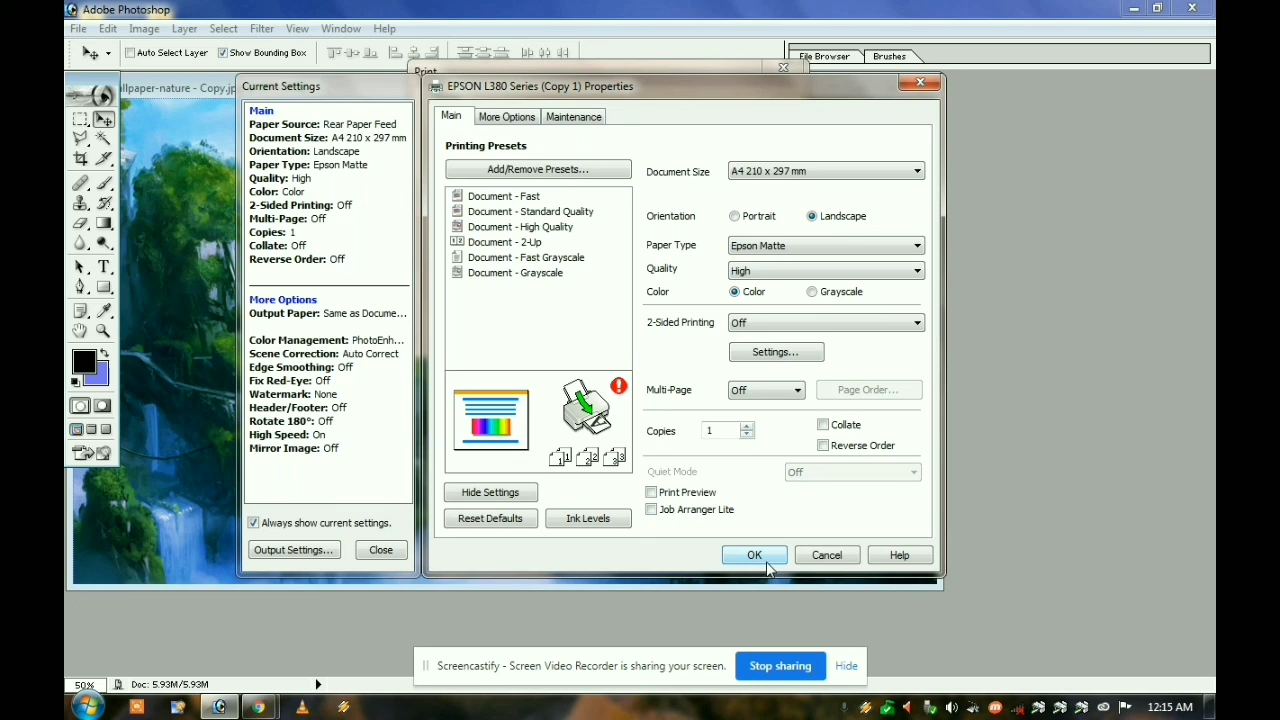 Adobe Photoshop
File Edit Image Layer Select Filter View Window Help
Auto Select Layer Show Bounding Box
File Browser Brushes
Print
llpaper-nature - Copy.jp
Current Settings
Main
Paper Source: Rear Paper Feed
Document Size: A4 210 x 297 mm
Orientation: Landscape
Paper Type: Epson Matte
Quality: High
Color: Color
2-Sided Printing: Off
Multi-Page: Off
Copies: 1
Collate: Off
Reverse Order: Off
More Options
Output Paper: Same as Docume...
Color Management: PhotoEnh...
Scene Correction: Auto Correct
Edge Smoothing: Off
Fix Red-Eye: Off
Watermark: None
Header/Footer: Off
Rotate 180°: Off
High Speed: On
Mirror Image: Off
Always show current settings.
Output Settings... Close
EPSON L380 Series (Copy 1) Properties
Main More Options Maintenance
Printing Presets
Add/Remove Presets...
Document - Fast
Document - Standard Quality
Document - High Quality
Document - 2-Up
Document - Fast Grayscale
Document - Grayscale
Hide Settings
Reset Defaults Ink Levels
Document Size A4 210 x 297 mm
Orientation Portrait Landscape
Paper Type Epson Matte
Quality High
Color Color Grayscale
2-Sided Printing Off
Settings...
Multi-Page Off Page Order...
Copies 1 Collate
Reverse Order
Quiet Mode Off
Print Preview
Job Arranger Lite
OK Cancel Help
Screencastify - Screen Video Recorder is sharing your screen. Stop sharing Hide
50% Doc: 5.93M/5.93M
12:15 AM